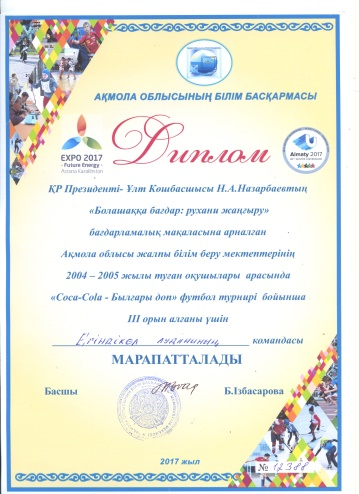 АҚМОЛА ОБЛЫСЫНЫҢ БІЛІМ БАСҚАРМАСЫ
EXPO 2017
- Future Energy -
Astana Kazakhstan
Диплом
Almaty 2017
ҚР Президенті- Ұлт Көшбасшысы Н.А.Назарбаевтың
«Болашаққа бағдар: рухани жаңғыру»
бағдарламалық мақаласына арналған
Ақмола облысы жалпы білім беру мектептерінің
2004 – 2005 жылы туған оқушылары арасында
«Coca-Cola - Былғары доп» футбол турнирі бойынша
III орын алғаны үшін
Егіндікөл ауданының командасы
МАРАПАТТАЛАДЫ
Басшы Б.Ізбасарова
2017 жыл
№ 12388